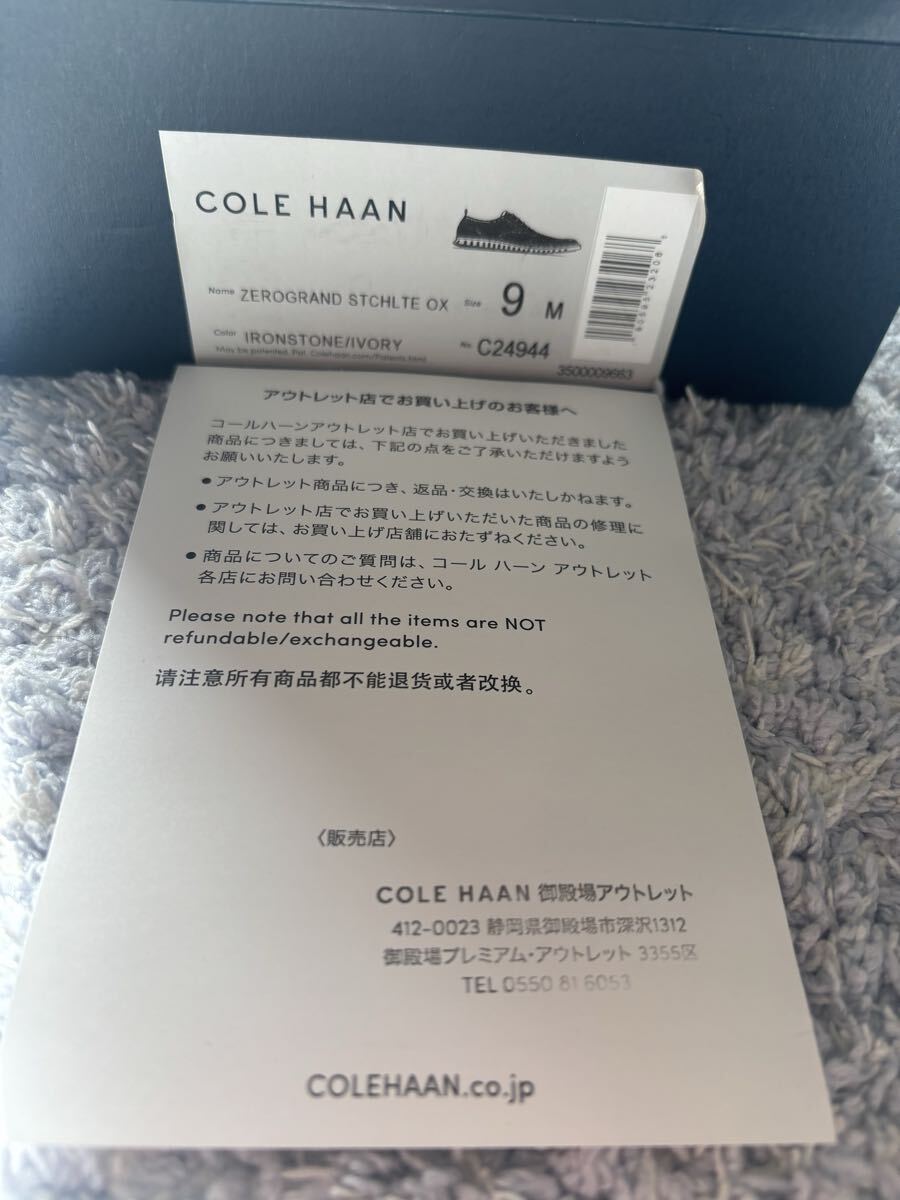 COLE HAAN
Name ZEROGRAND STCHLTE OX Size 9 M
Color IRONSTONE/IVORY No. C24944
May be patented. Pat. Colehaan.com/Patents.html
3500009663
アウトレット店でお買い上げのお客様へ
コールハーンアウトレット店でお買い上げいただきました
商品につきましては、下記の点をご了承いただけますよう
お願いいたします。
●アウトレット商品につき、返品・交換はいたしかねます。
●アウトレット店でお買い上げいただいた商品の修理に
関しては、お買い上げ店舗におたずねください。
●商品についてのご質問は、コール ハーン アウトレット
各店にお問い合わせください。
Please note that all the items are NOT
refundable/exchangeable.
请注意所有商品都不能退货或者改换。
〈販売店〉
COLE HAAN 御殿場アウトレット
412-0023 静岡県御殿場市深沢1312
御殿場プレミアム・アウトレット 3355区
TEL 0550 81 6053
COLEHAAN.co.jp